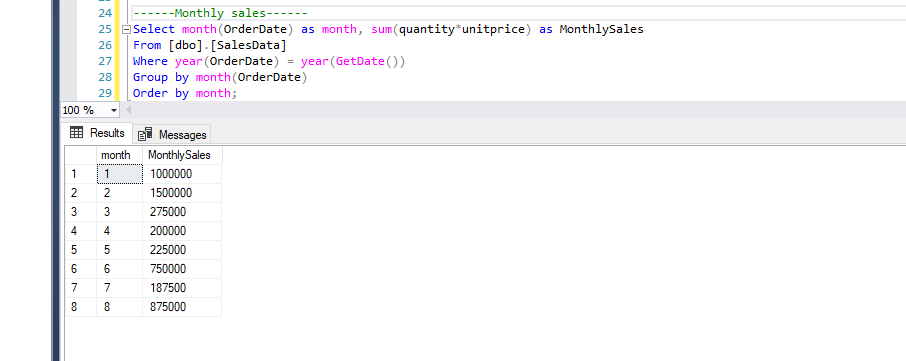 24 ------Monthly sales------
25 Select month(OrderDate) as month, sum(quantity*unitprice) as MonthlySales
26 From [dbo].[SalesData]
27 Where year(OrderDate) = year(GetDate())
28 Group by month(OrderDate)
29 Order by month;
100 %
Results Messages
month MonthlySales
1 1 1000000
2 2 1500000
3 3 275000
4 4 200000
5 5 225000
6 6 750000
7 7 187500
8 8 875000